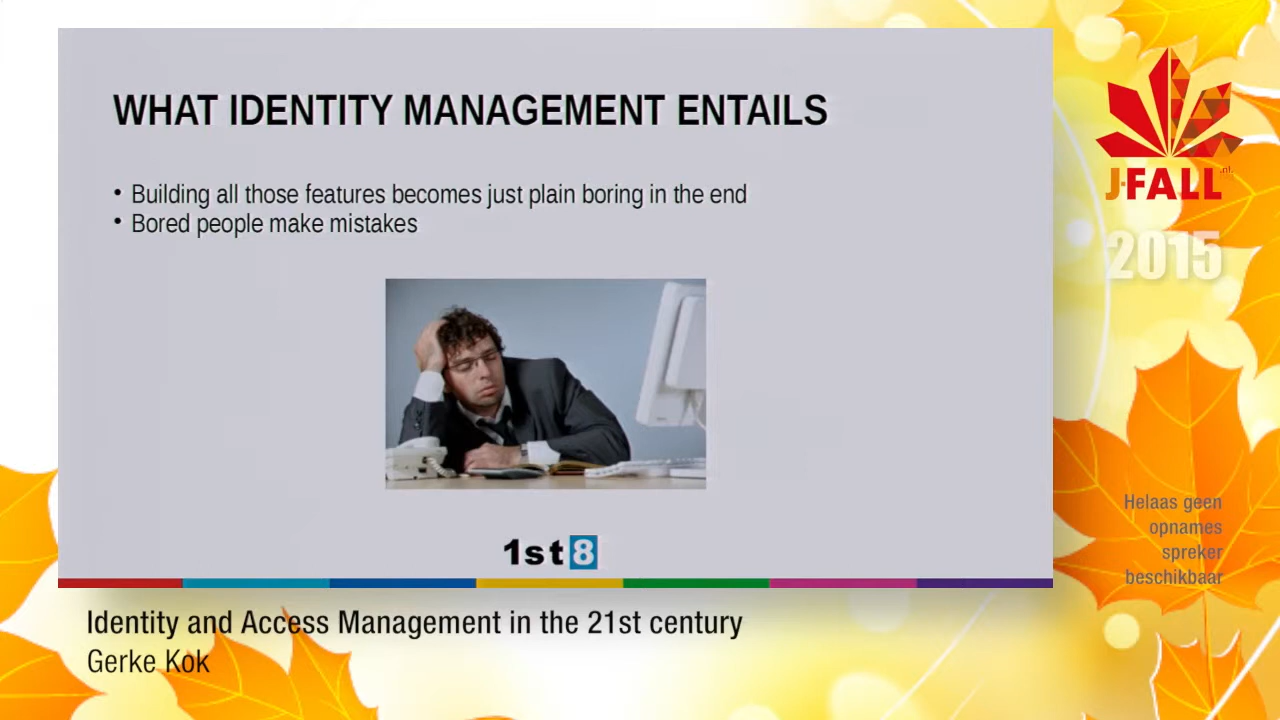 WHAT IDENTITY MANAGEMENT ENTAILS
• Building all those features becomes just plain boring in the end
• Bored people make mistakes
1st8
Identity and Access Management in the 21st century
Gerke Kok
J-FALL
.nl
2015
Helaas geen
opnames
spreker
beschikbaar